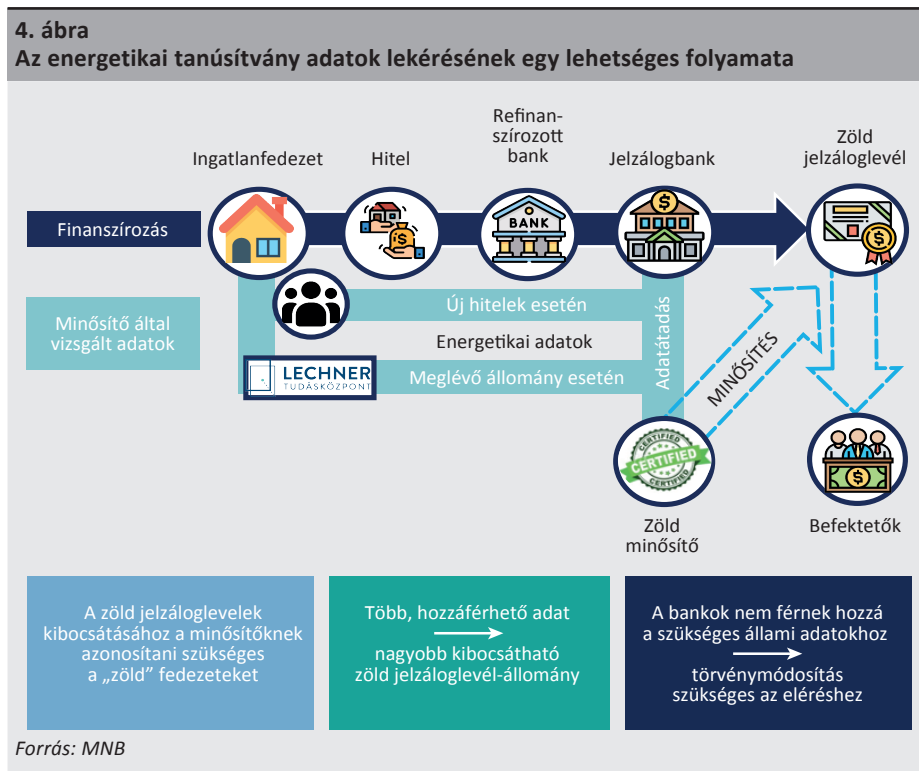 4. ábra
Az energetikai tanúsítvány adatok lekérésének egy lehetséges folyamata
Ingatlanfedezet
Hitel
Refinan-
szírozott
bank
Jelzálogbank
Zöld
jelzáloglevél
Finanszírozás
BANK
Minősítő által
vizsgált adatok
Új hitelek esetén
Energetikai adatok
LECHNER
TUDÁSKÖZPONT
Meglévő állomány esetén
Adatátadás
MINŐSÍTÉS
CERTIFIED
CERTIFIED
CERTIFIED
Zöld
minősítő
Befektetők
A zöld jelzáloglevelek
kibocsátásához a minősítőknek
azonosítani szükséges
a „zöld” fedezeteket
Több, hozzáférhető adat
nagyobb kibocsátható
zöld jelzáloglevél-állomány
A bankok nem férnek hozzá
a szükséges állami adatokhoz
törvénymódosítás
szükséges az eléréshez
Forrás: MNB